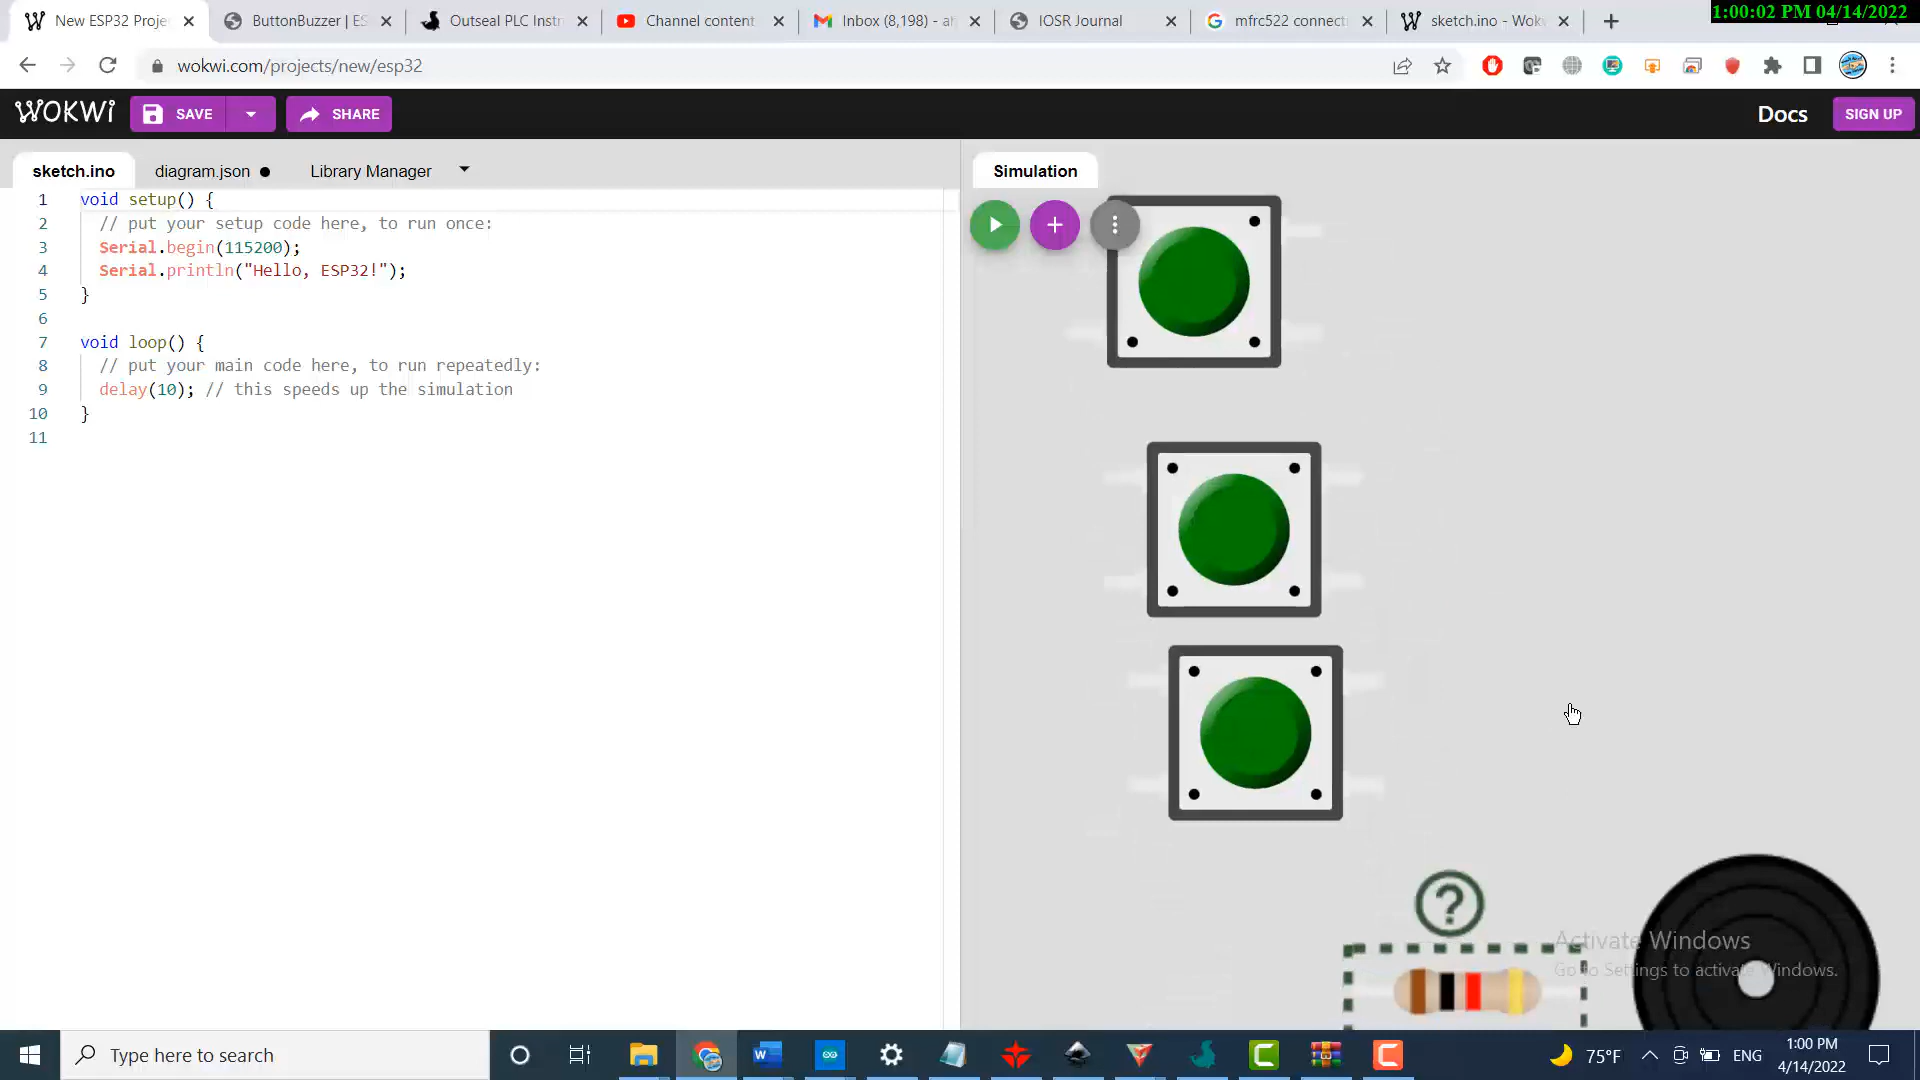 New ESP32 Proje
ButtonBuzzer | ES
Outseal PLC Instr
Channel content
Inbox (8,198) - ar
IOSR Journal
mfrc522 connect
sketch.ino - Wok
1:00:02 PM 04/14/2022
wokwi.com/projects/new/esp32
WOKWI
SAVE
SHARE
Docs
SIGN UP
sketch.ino
diagram.json
Library Manager
Simulation
1 void setup() {
2 // put your setup code here, to run once:
3 Serial.begin(115200);
4 Serial.println("Hello, ESP32!");
5 }
6
7 void loop() {
8 // put your main code here, to run repeatedly:
9 delay(10); // this speeds up the simulation
10 }
11
?
Activate Windows
Go to Settings to activate Windows.
Type here to search
75°F
ENG
1:00 PM
4/14/2022